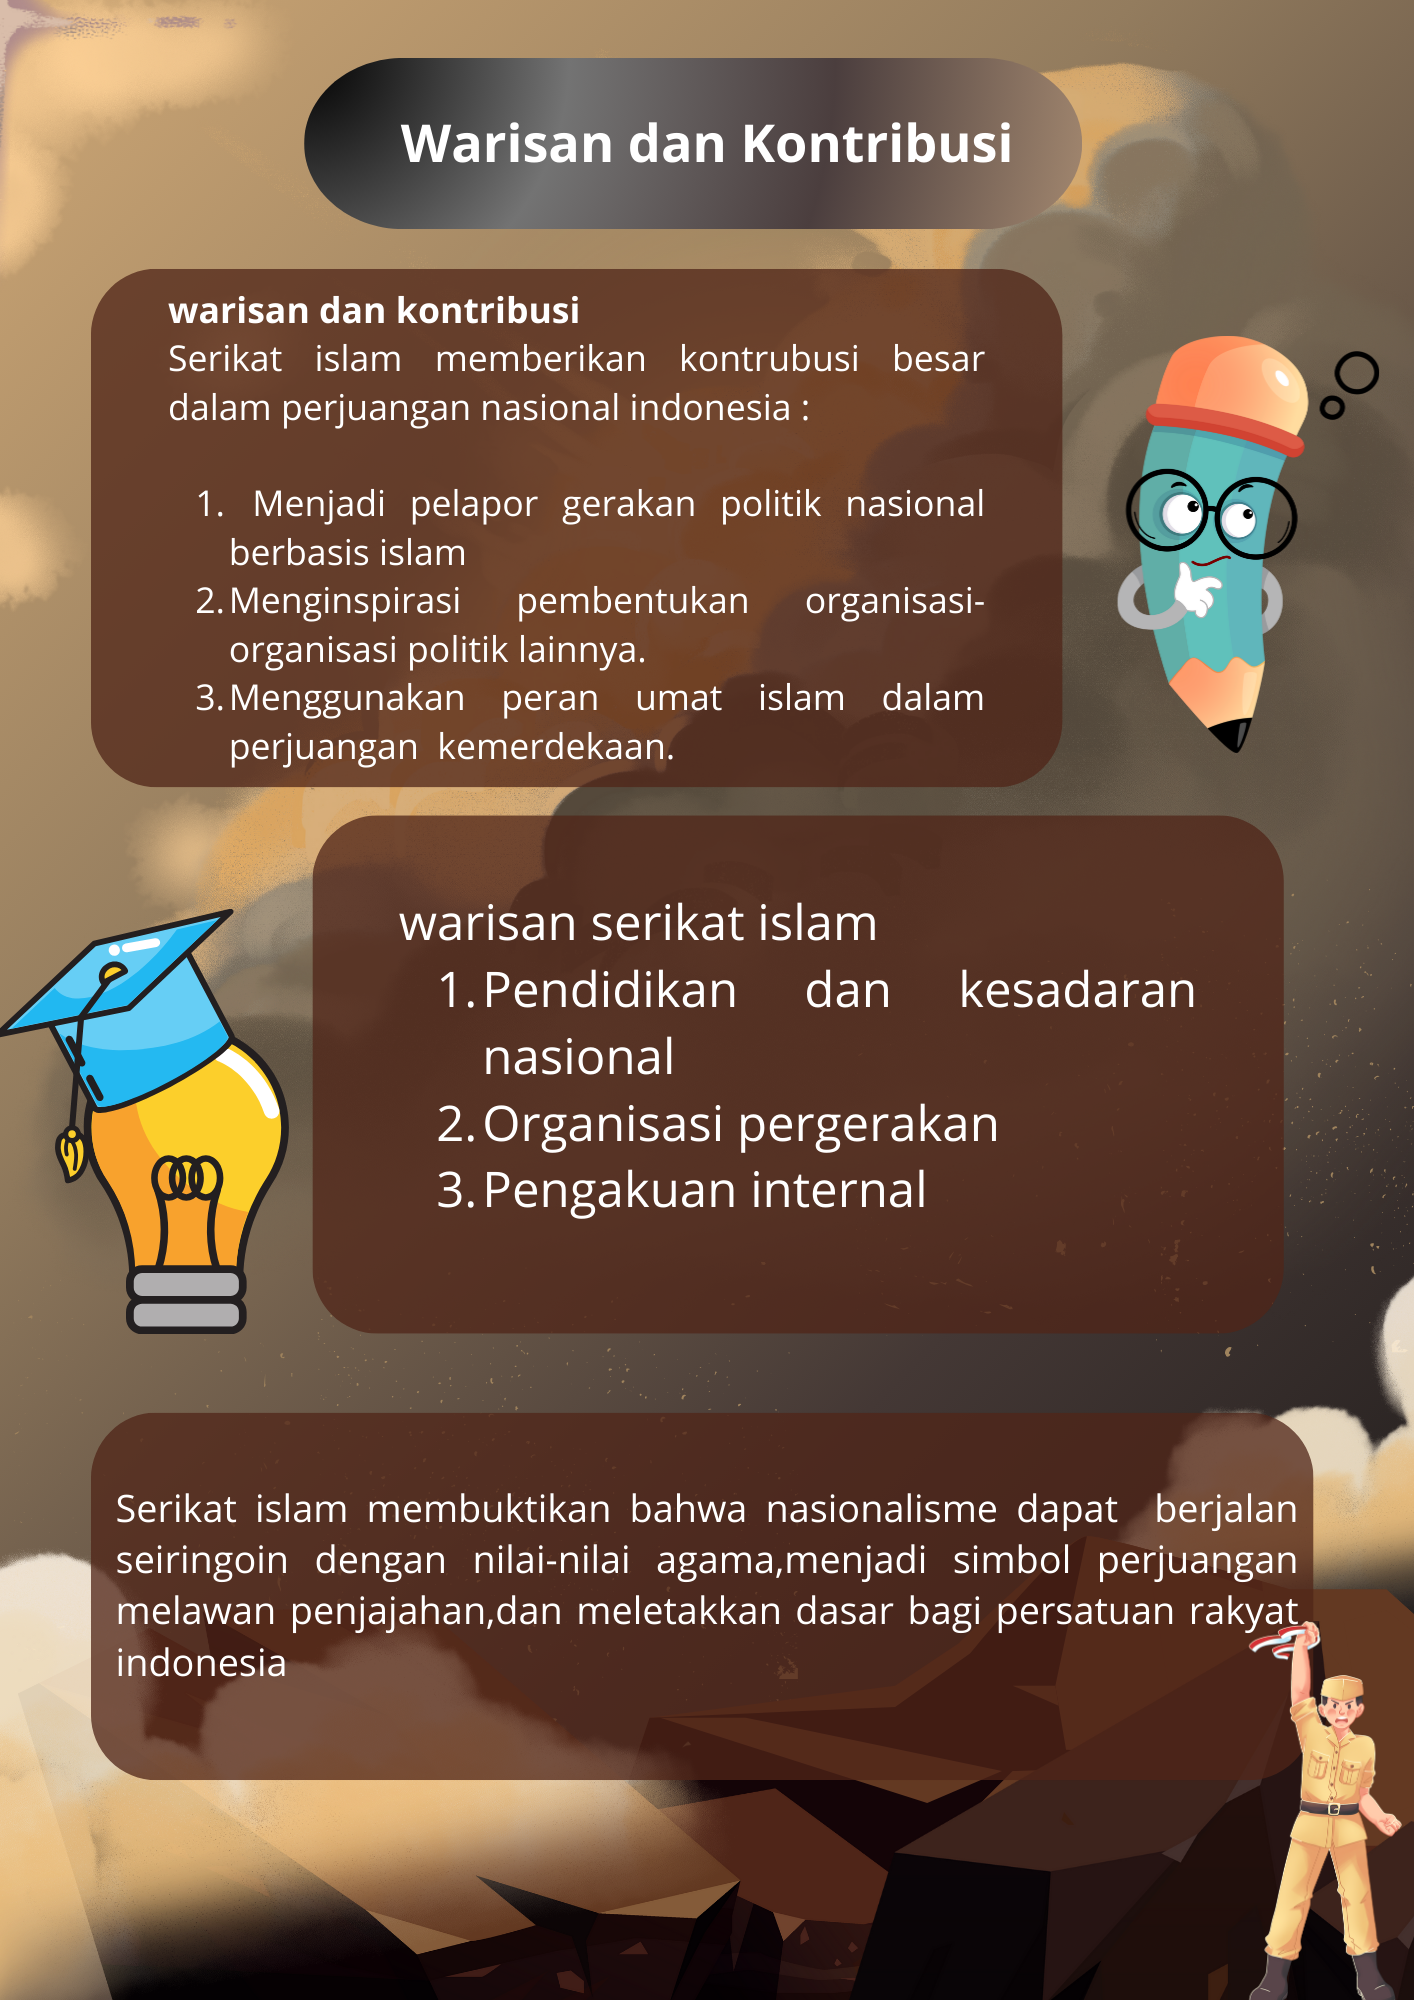 Warisan dan Kontribusi
warisan dan kontribusi
Serikat islam memberikan kontrubusi besar
dalam perjuangan nasional indonesia :
1. Menjadi pelapor gerakan politik nasional
berbasis islam
2. Menginspirasi pembentukan organisasi-
organisasi politik lainnya.
3. Menggunakan peran umat islam dalam
perjuangan kemerdekaan.
warisan serikat islam
1. Pendidikan dan kesadaran
nasional
2. Organisasi pergerakan
3. Pengakuan internal
Serikat islam membuktikan bahwa nasionalisme dapat berjalan
seiringoin dengan nilai-nilai agama,menjadi simbol perjuangan
melawan penjajahan,dan meletakkan dasar bagi persatuan rakyat
indonesia